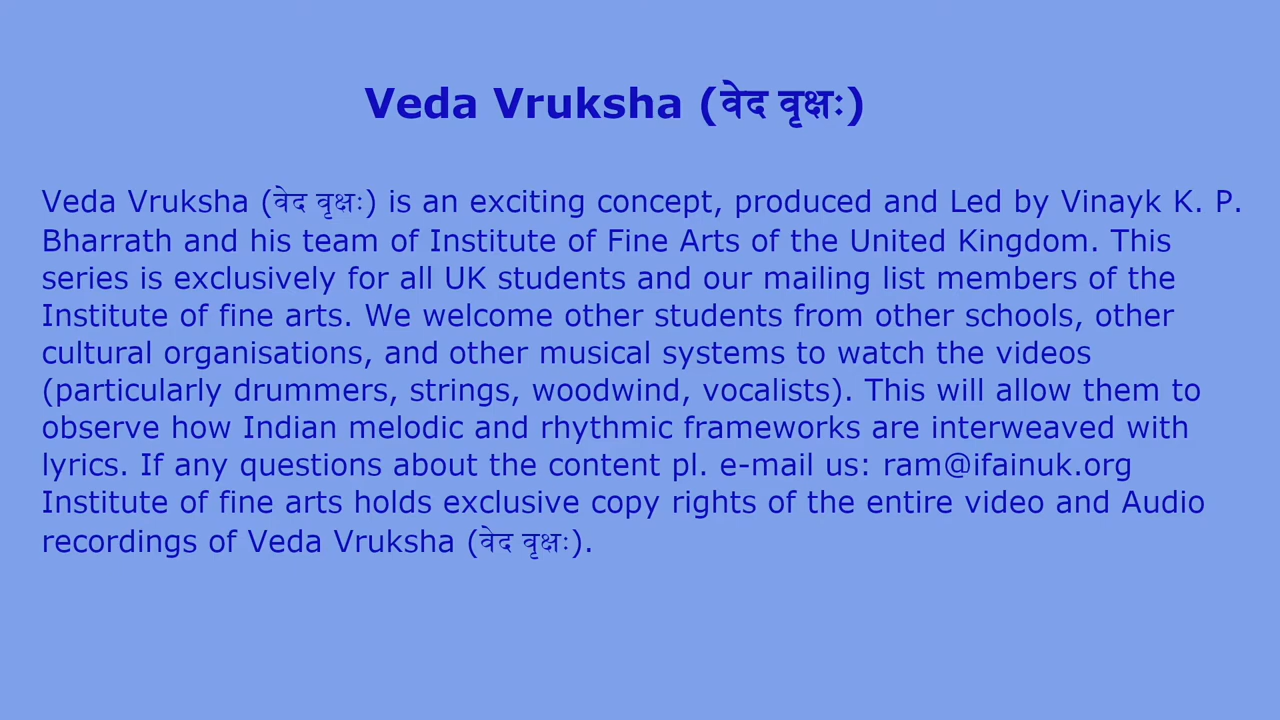 Veda Vruksha (वेद वृक्षः)
Veda Vruksha (वेद वृक्षः) is an exciting concept, produced and Led by Vinayk K. P.
Bharrath and his team of Institute of Fine Arts of the United Kingdom. This
series is exclusively for all UK students and our mailing list members of the
Institute of fine arts. We welcome other students from other schools, other
cultural organisations, and other musical systems to watch the videos
(particularly drummers, strings, woodwind, vocalists). This will allow them to
observe how Indian melodic and rhythmic frameworks are interweaved with
lyrics. If any questions about the content pl. e-mail us: ram@ifainuk.org
Institute of fine arts holds exclusive copy rights of the entire video and Audio
recordings of Veda Vruksha (वेद वृक्षः).